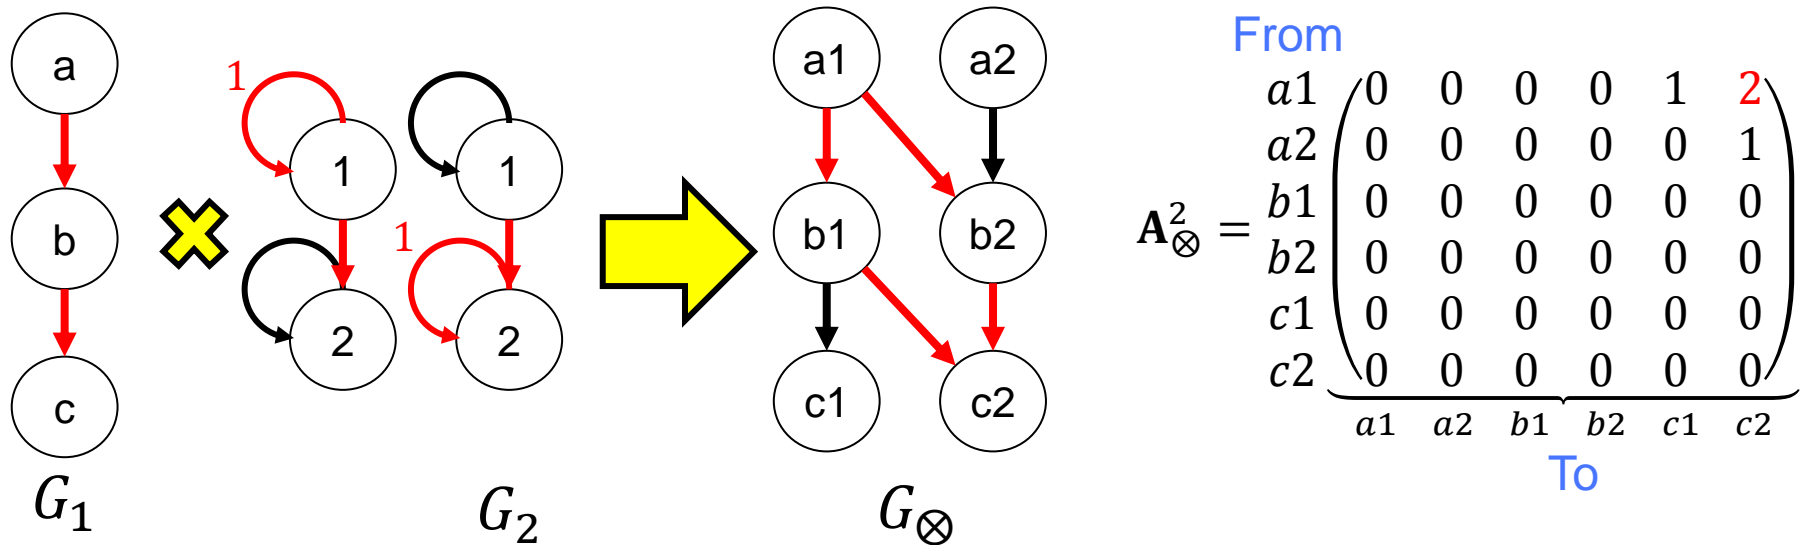 a
b
c
G₁
1
1
2
1
1
2
G₂
a1 a2
b1 b2
c1 c2
G⊗
From
A²⊗ =
a1 0 0 0 0 1 2
a2 0 0 0 0 0 1
b1 0 0 0 0 0 0
b2 0 0 0 0 0 0
c1 0 0 0 0 0 0
c2 0 0 0 0 0 0
a1 a2 b1 b2 c1 c2
To